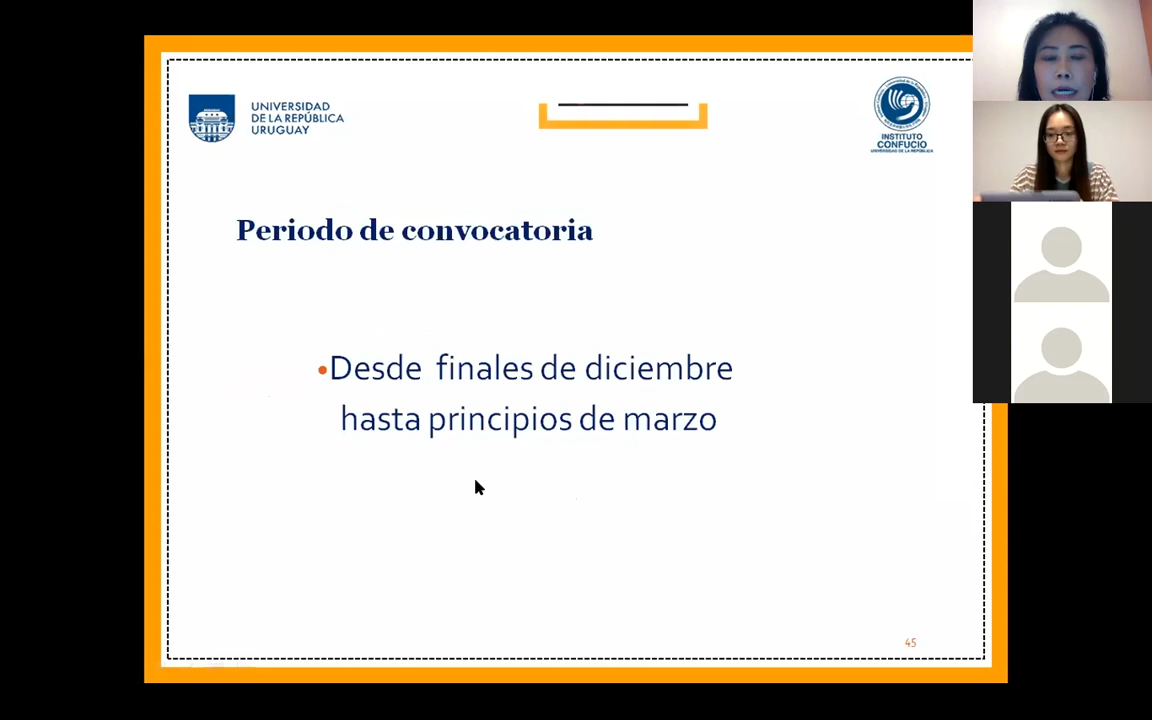 UNIVERSIDAD
DE LA REPÚBLICA
URUGUAY
INSTITUTO
CONFUCIO
UNIVERSIDAD DE LA REPÚBLICA
Periodo de convocatoria
•Desde finales de diciembre
hasta principios de marzo
45